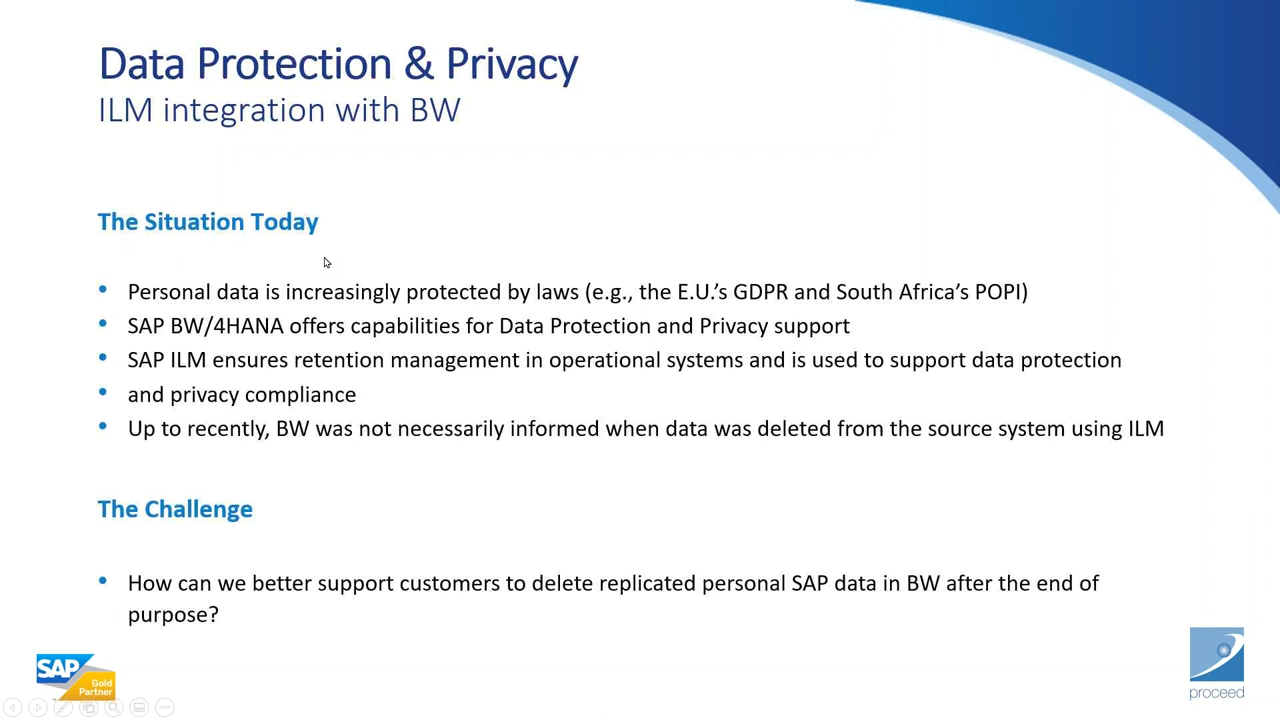 Data Protection & Privacy
ILM integration with BW
The Situation Today
• Personal data is increasingly protected by laws (e.g., the E.U.’s GDPR and South Africa’s POPI)
• SAP BW/4HANA offers capabilities for Data Protection and Privacy support
• SAP ILM ensures retention management in operational systems and is used to support data protection
• and privacy compliance
• Up to recently, BW was not necessarily informed when data was deleted from the source system using ILM
The Challenge
• How can we better support customers to delete replicated personal SAP data in BW after the end of
purpose?
SAP
Gold
Partner
proceed